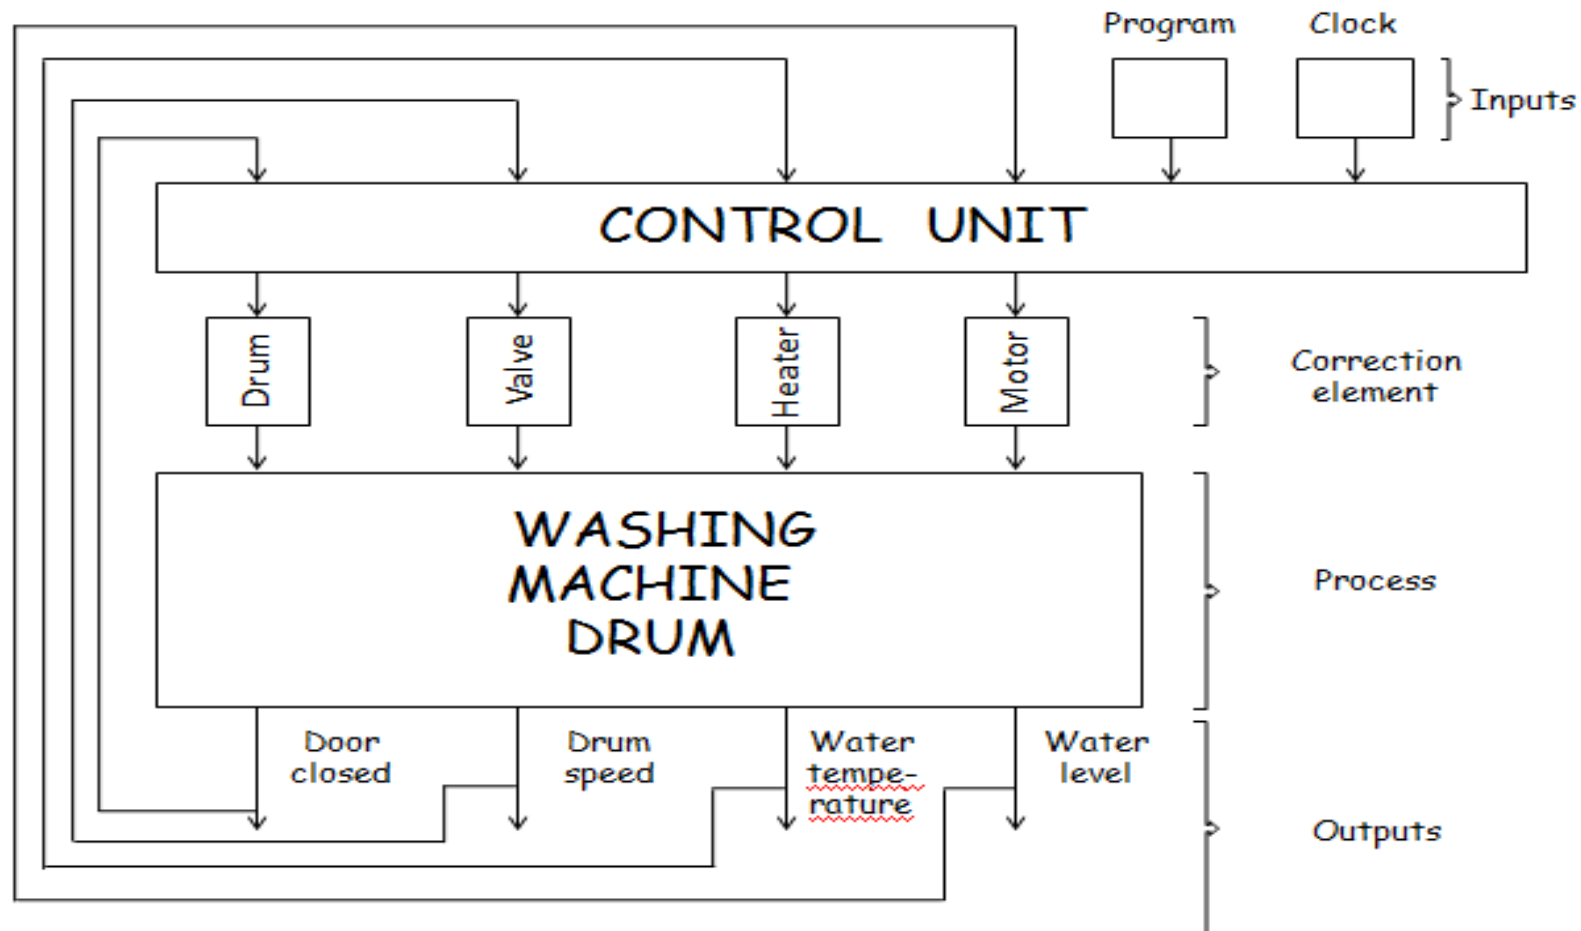 Program
Clock
Inputs
CONTROL UNIT
Drum
Valve
Heater
Motor
Correction
element
WASHING
MACHINE
DRUM
Process
Door
closed
Drum
speed
Water
tempe-
rature
Water
level
Outputs